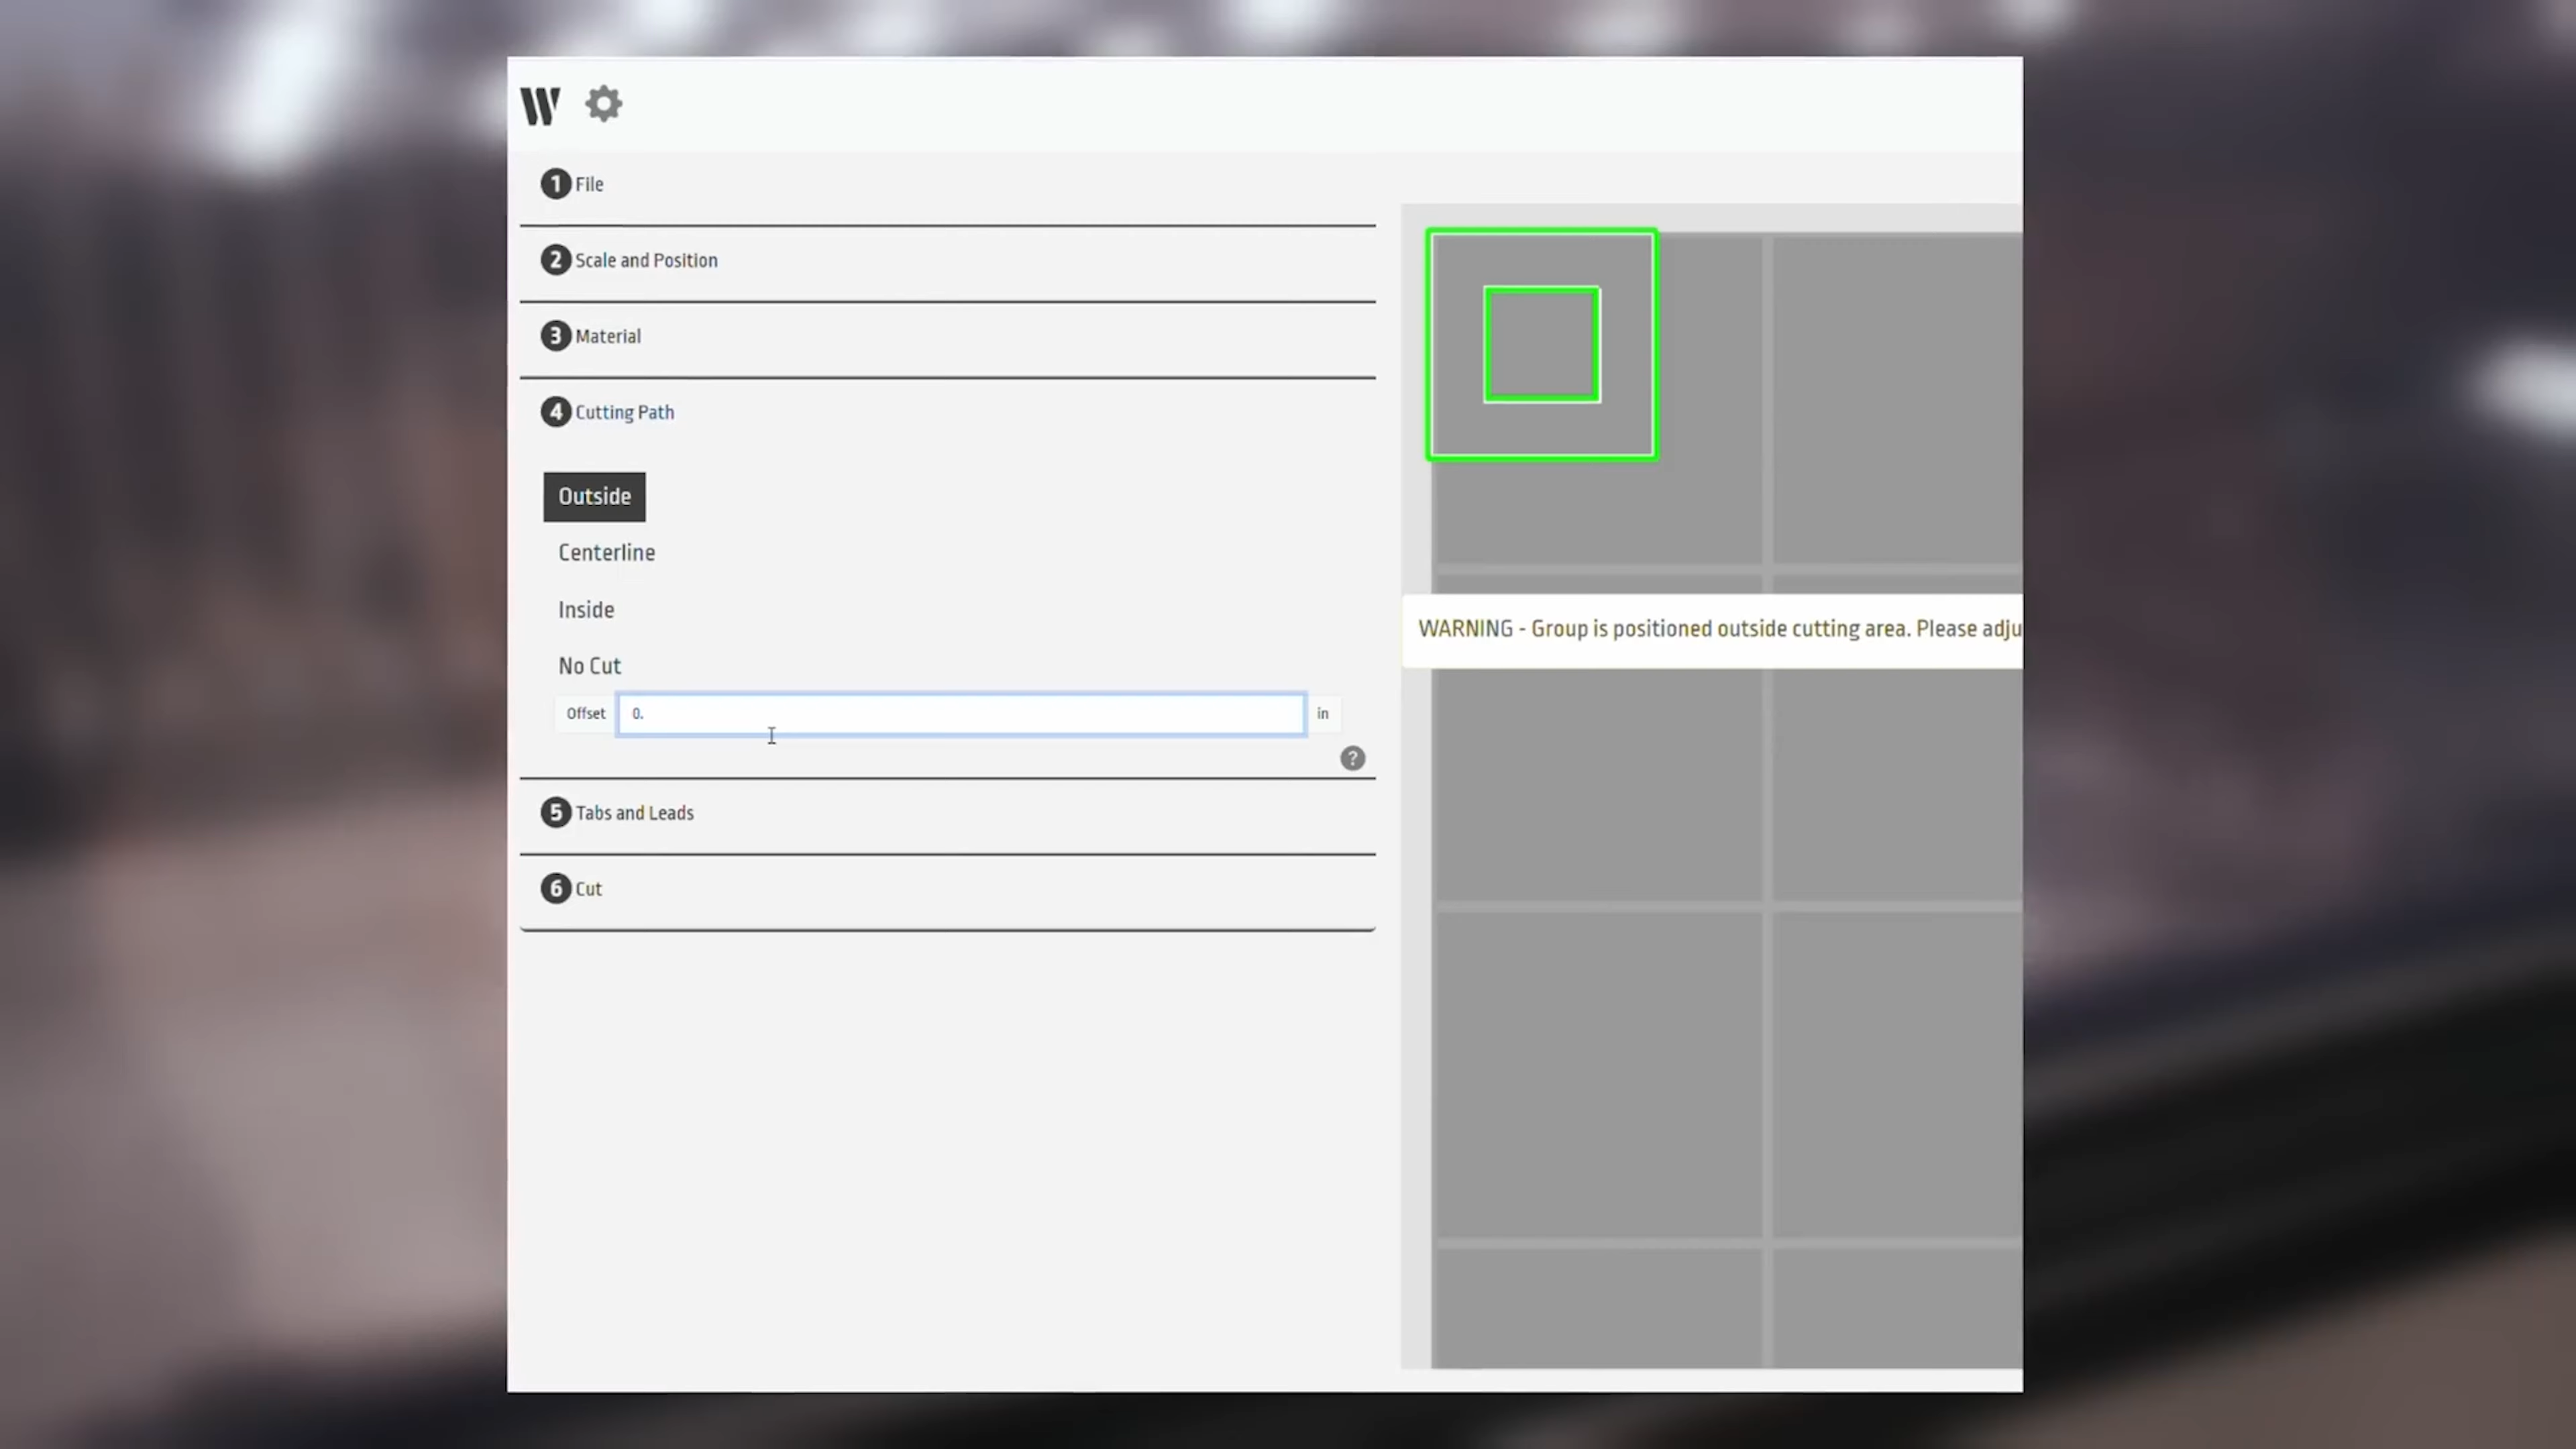 W
1 File
2 Scale and Position
3 Material
4 Cutting Path
Outside
Centerline
Inside
No Cut
Offset 0. in
?
5 Tabs and Leads
6 Cut
WARNING - Group is positioned outside cutting area. Please adju